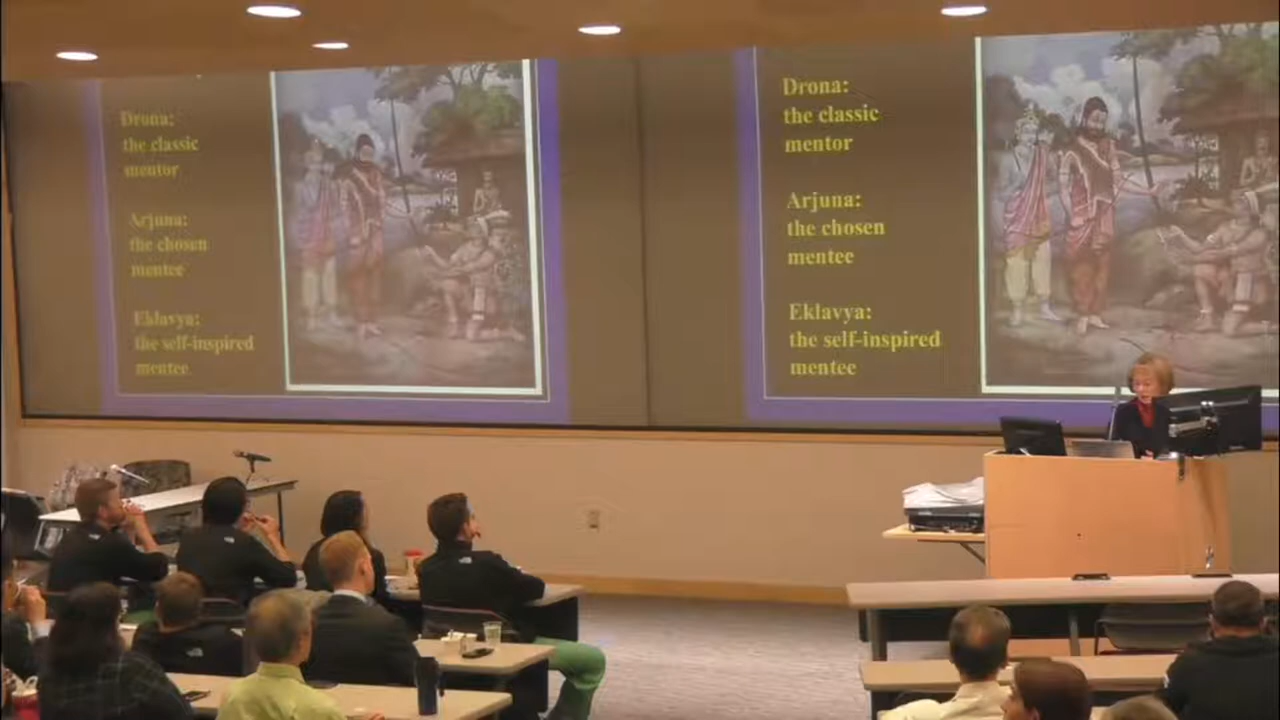 Drona:
the classic
mentor
Arjuna:
the chosen
mentee
Eklavya:
the self-inspired
mentee
Drona:
the classic
mentor
Arjuna:
the chosen
mentee
Eklavya:
the self-inspired
mentee